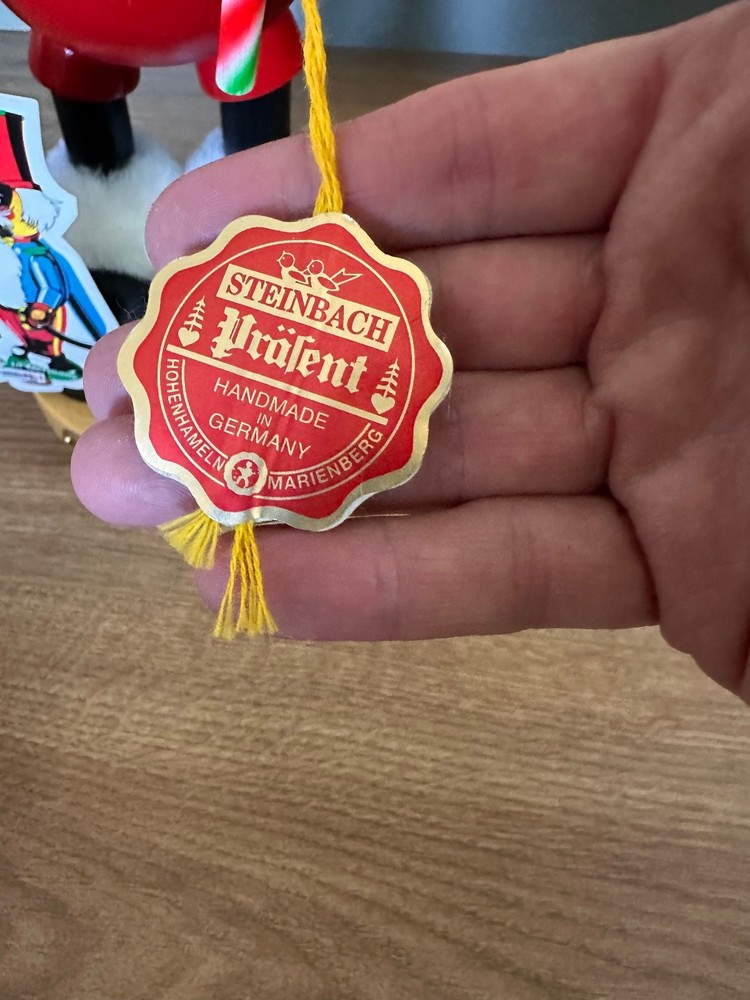 STEINBACH
Präſent
HANDMADE
IN
GERMANY
HOHENHAMELN MARIENBERG